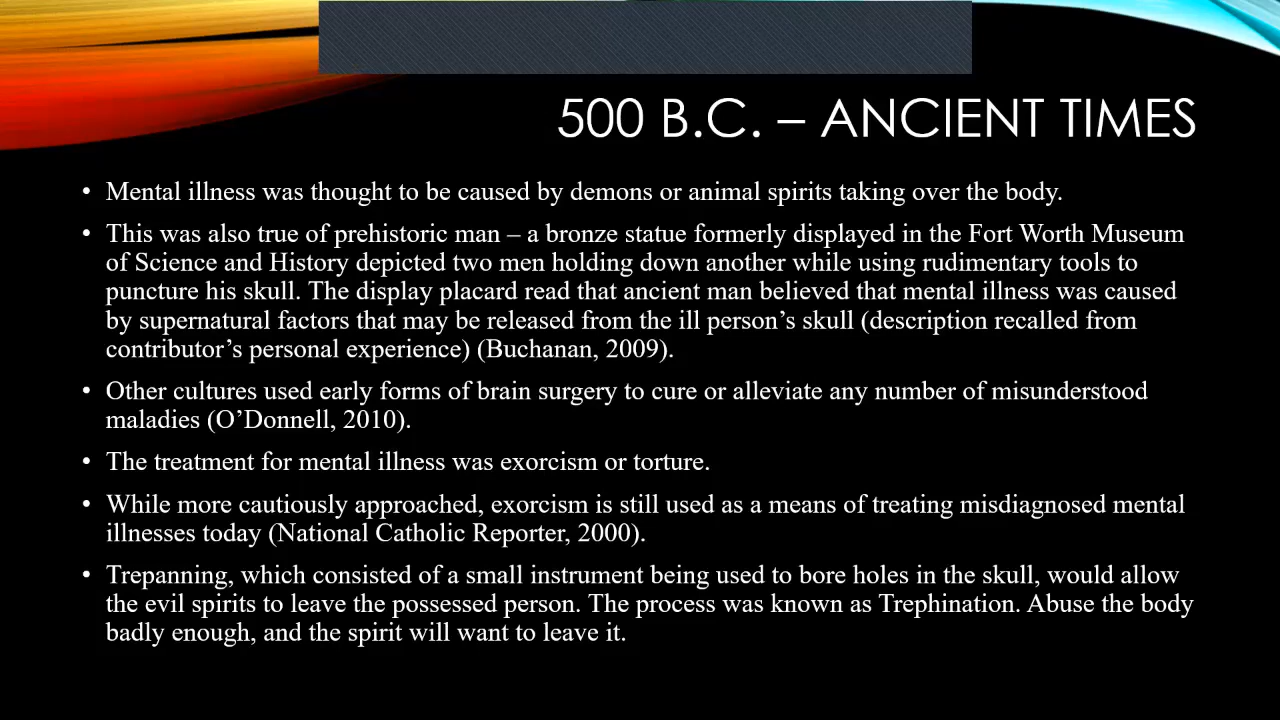 500 B.C. – ANCIENT TIMES
• Mental illness was thought to be caused by demons or animal spirits taking over the body.
• This was also true of prehistoric man – a bronze statue formerly displayed in the Fort Worth Museum
of Science and History depicted two men holding down another while using rudimentary tools to
puncture his skull. The display placard read that ancient man believed that mental illness was caused
by supernatural factors that may be released from the ill person’s skull (description recalled from
contributor’s personal experience) (Buchanan, 2009).
• Other cultures used early forms of brain surgery to cure or alleviate any number of misunderstood
maladies (O’Donnell, 2010).
• The treatment for mental illness was exorcism or torture.
• While more cautiously approached, exorcism is still used as a means of treating misdiagnosed mental
illnesses today (National Catholic Reporter, 2000).
• Trepanning, which consisted of a small instrument being used to bore holes in the skull, would allow
the evil spirits to leave the possessed person. The process was known as Trephination. Abuse the body
badly enough, and the spirit will want to leave it.